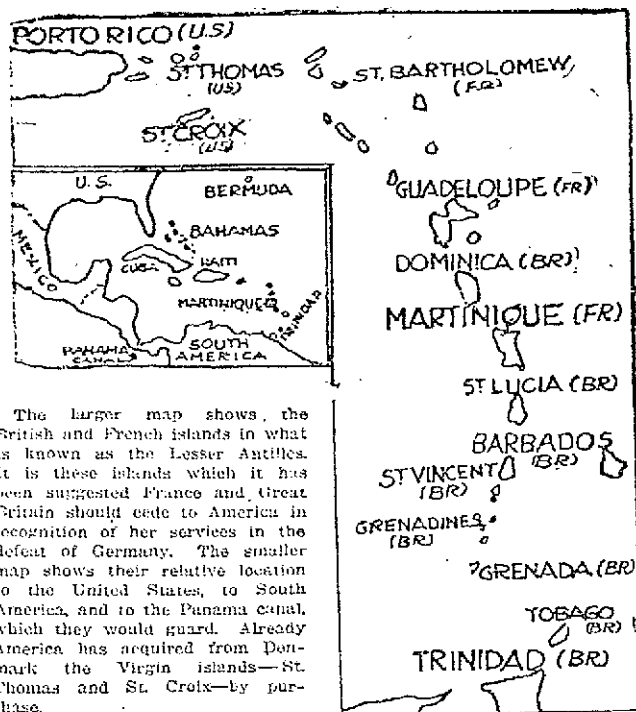 PORTO RICO (U.S)
ST THOMAS
(U.S)
ST. BARTHOLOMEW
(FR)
ST. CROIX
(U.S)
GUADELOUPE (FR)
DOMINICA (BR)
MARTINIQUE (FR)
ST LUCIA (BR)
BARBADOS
(BR)
ST VINCENT
(BR)
GRENADINES
(BR)
GRENADA (BR)
TOBAGO
(BR)
TRINIDAD (BR)
U.S.
BERMUDA
BAHAMAS
MEXICO
CUBA
HAITI
MARTINIQUE
TRINIDAD
PANAMA
CANAL
SOUTH
AMERICA
The larger map shows the
British and French islands in what
is known as the Lesser Antilles.
It is these islands which it has
been suggested France and Great
Britain should cede to America in
recognition of her services in the
defeat of Germany. The smaller
map shows their relative location
to the United States, to South
America, and to the Panama canal,
which they would guard. Already
America has acquired from Den-
mark the Virgin islands—St.
Thomas and St. Croix—by pur-
chase.